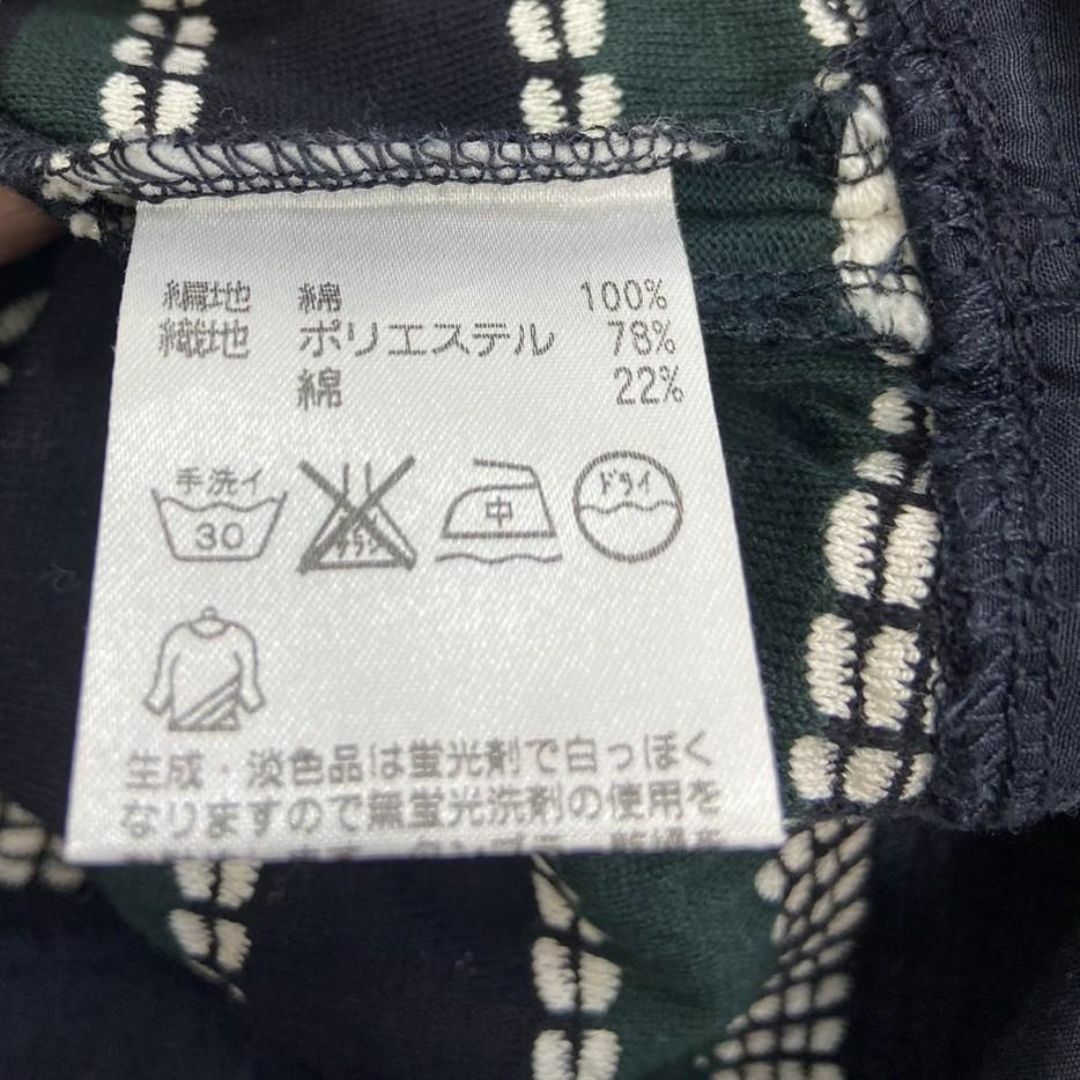 編地 綿 100%
織地 ポリエステル 78%
綿 22%
手洗イ
30
中
ドライ
生成・淡色品は蛍光剤で白っぽく
なりますので無蛍光洗剤の使用を